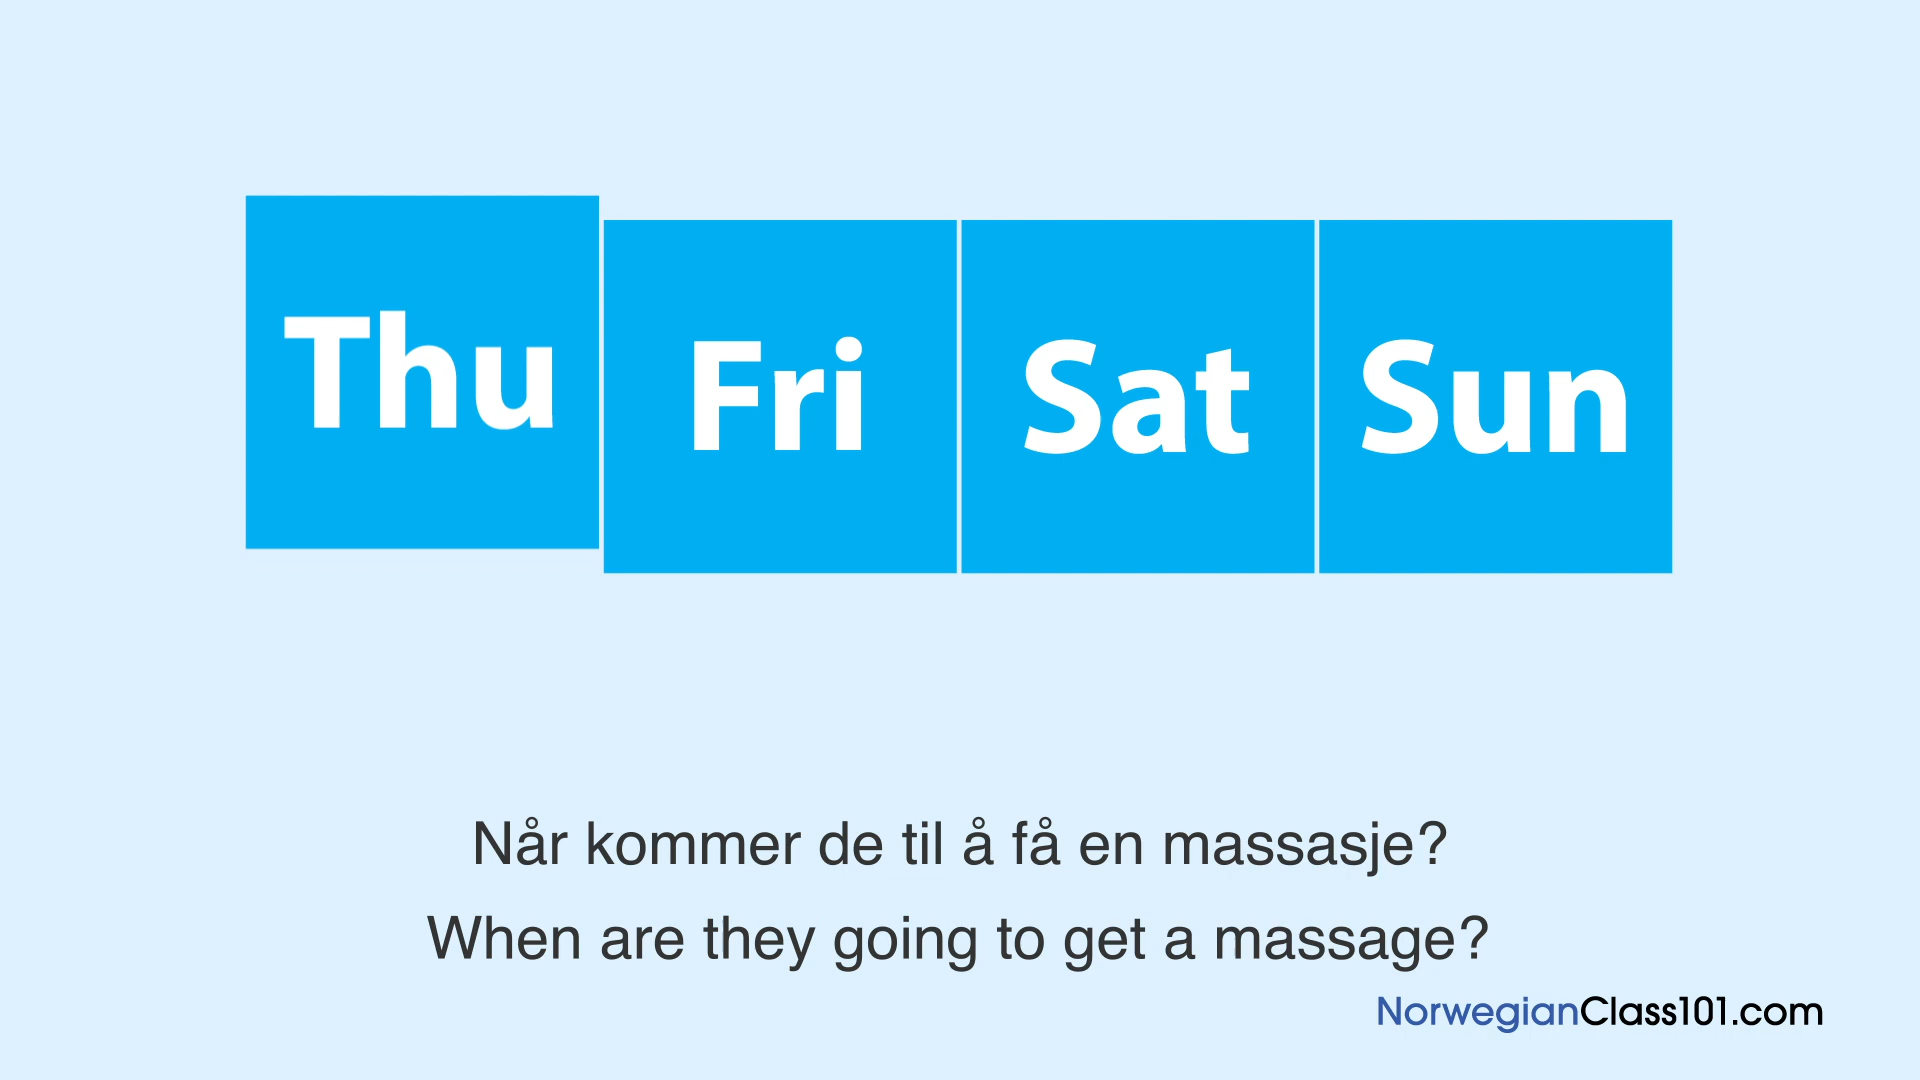 Thu Fri Sat Sun
Når kommer de til å få en massasje?
When are they going to get a massage?
NorwegianClass101.com